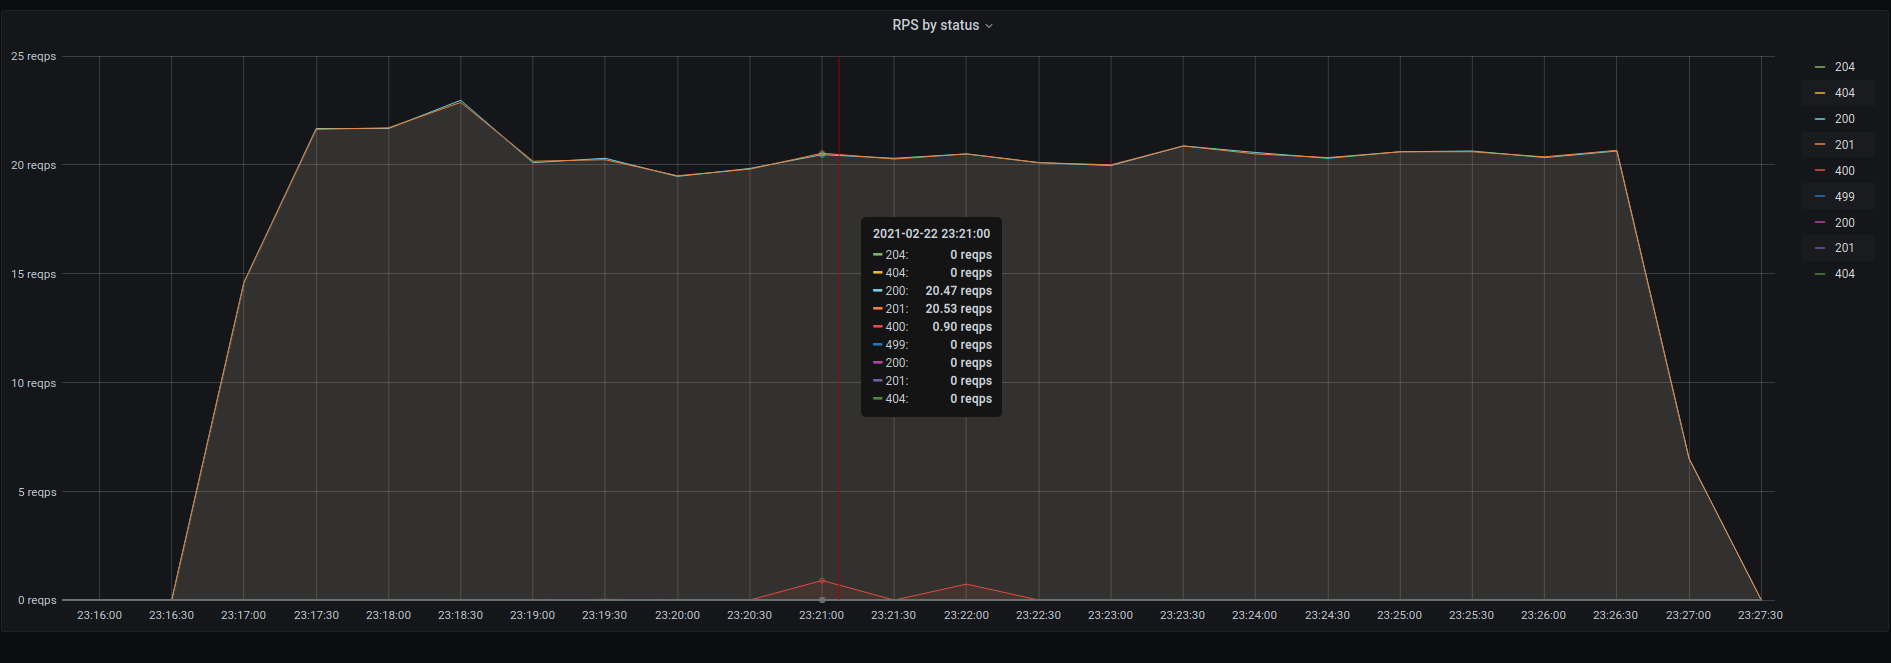 RPS by status
25 reqps
20 reqps
15 reqps
10 reqps
5 reqps
0 reqps
23:16:00 23:16:30 23:17:00 23:17:30 23:18:00 23:18:30 23:19:00 23:19:30 23:20:00 23:20:30 23:21:00 23:21:30 23:22:00 23:22:30 23:23:00 23:23:30 23:24:00 23:24:30 23:25:00 23:25:30 23:26:00 23:26:30 23:27:00 23:27:30
2021-02-22 23:21:00
204: 0 reqps
404: 0 reqps
200: 20.47 reqps
201: 20.53 reqps
400: 0.90 reqps
499: 0 reqps
200: 0 reqps
201: 0 reqps
404: 0 reqps
204
404
200
201
400
499
200
201
404